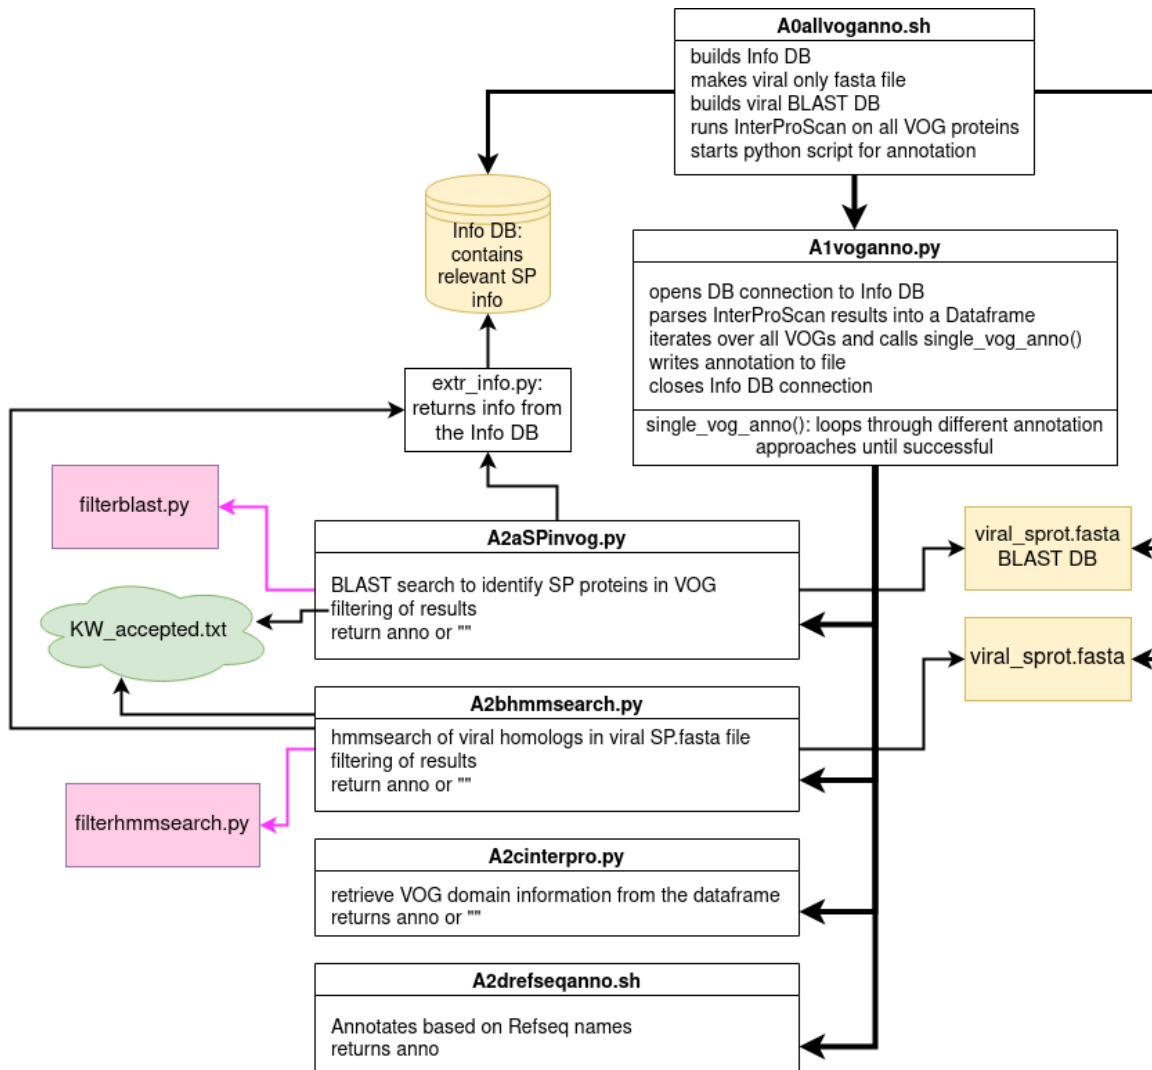 A0allvoganno.sh
builds Info DB
makes viral only fasta file
builds viral BLAST DB
runs InterProScan on all VOG proteins
starts python script for annotation
Info DB:
contains
relevant SP
info
A1voganno.py
opens DB connection to Info DB
parses InterProScan results into a Dataframe
iterates over all VOGs and calls single_vog_anno()
writes annotation to file
closes Info DB connection
single_vog_anno(): loops through different annotation
approaches until successful
extr_info.py:
returns info from
the Info DB
filterblast.py
A2aSPinvog.py
BLAST search to identify SP proteins in VOG
filtering of results
return anno or ""
viral_sprot.fasta
BLAST DB
KW_accepted.txt
viral_sprot.fasta
A2bhmmsearch.py
hmmsearch of viral homologs in viral SP.fasta file
filtering of results
return anno or ""
filterhmmsearch.py
A2cinterpro.py
retrieve VOG domain information from the dataframe
returns anno or ""
A2drefseqanno.sh
Annotates based on Refseq names
returns anno